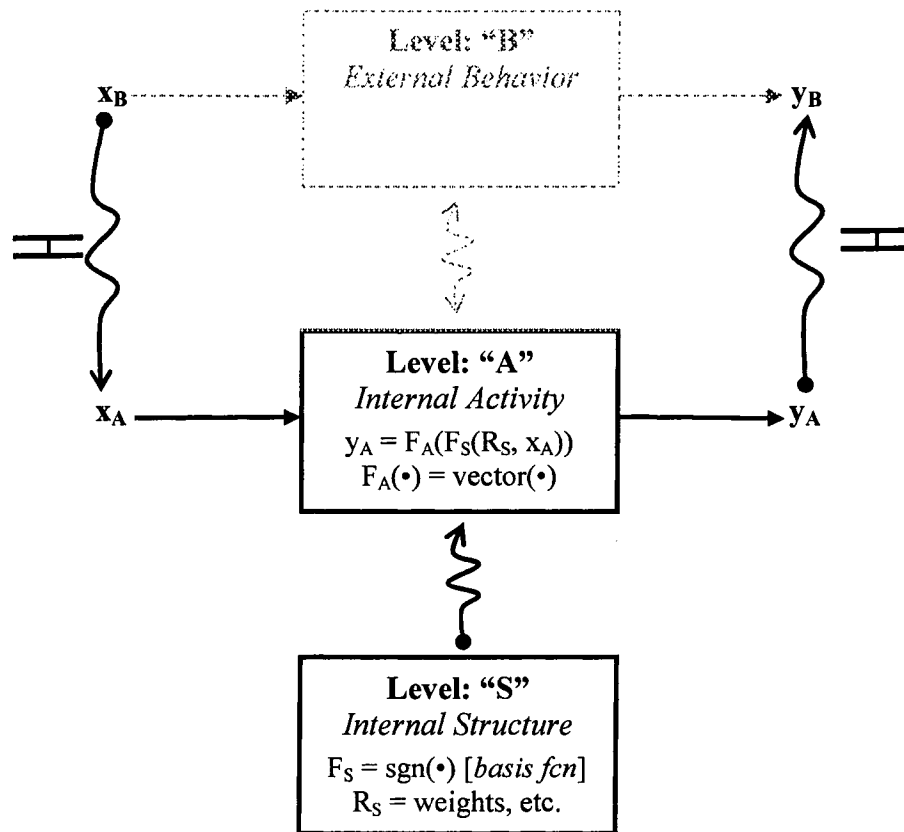 Level: “B”
External Behavior
x_B
y_B
Level: “A”
Internal Activity
y_A = F_A(F_S(R_S, x_A))
F_A(•) = vector(•)
x_A
y_A
Level: “S”
Internal Structure
F_S = sgn(•) [basis fcn]
R_S = weights, etc.